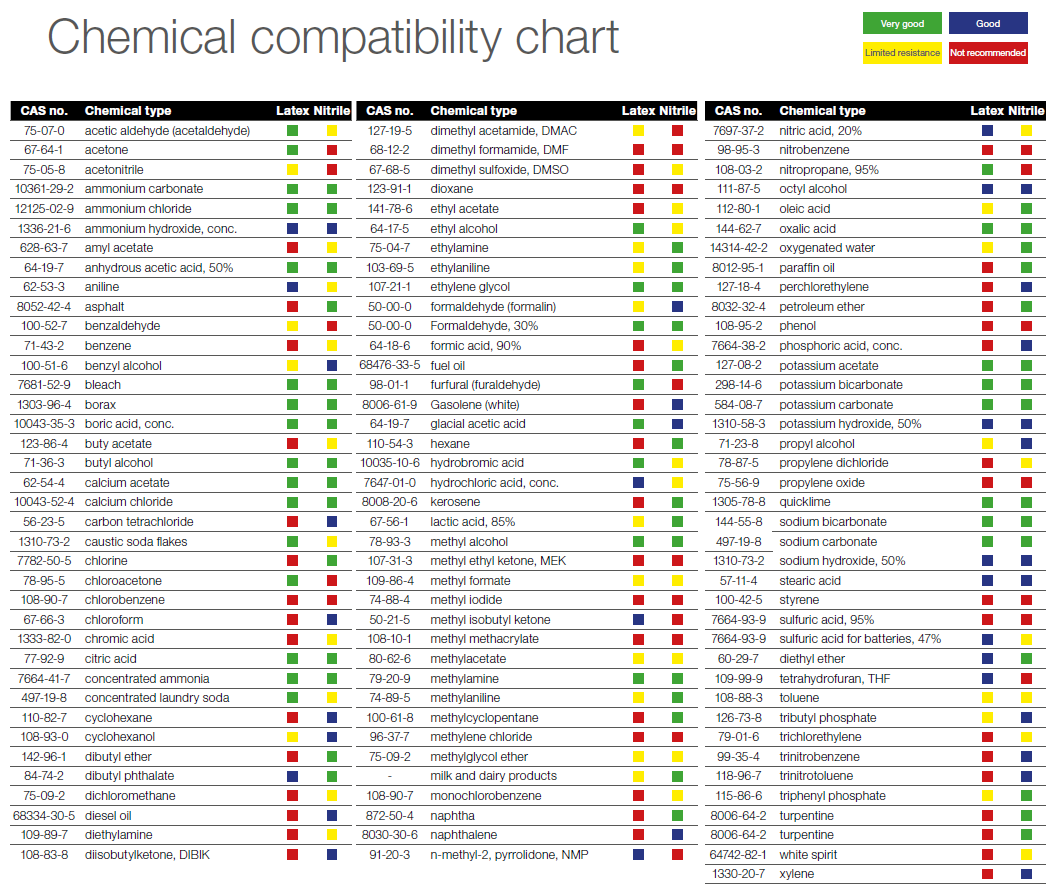 Chemical compatibility chart
Very good Good
Limited resistance Not recommended
CAS no. Chemical type Latex Nitrile
75-07-0 acetic aldehyde (acetaldehyde)
67-64-1 acetone
75-05-8 acetonitrile
10361-29-2 ammonium carbonate
12125-02-9 ammonium chloride
1336-21-6 ammonium hydroxide, conc.
628-63-7 amyl acetate
64-19-7 anhydrous acetic acid, 50%
62-53-3 aniline
8052-42-4 asphalt
100-52-7 benzaldehyde
71-43-2 benzene
100-51-6 benzyl alcohol
7681-52-9 bleach
1303-96-4 borax
10043-35-3 boric acid, conc.
123-86-4 buty acetate
71-36-3 butyl alcohol
62-54-4 calcium acetate
10043-52-4 calcium chloride
56-23-5 carbon tetrachloride
1310-73-2 caustic soda flakes
7782-50-5 chlorine
78-95-5 chloroacetone
108-90-7 chlorobenzene
67-66-3 chloroform
1333-82-0 chromic acid
77-92-9 citric acid
7664-41-7 concentrated ammonia
497-19-8 concentrated laundry soda
110-82-7 cyclohexane
108-93-0 cyclohexanol
142-96-1 dibutyl ether
84-74-2 dibutyl phthalate
75-09-2 dichloromethane
68334-30-5 diesel oil
109-89-7 diethylamine
108-83-8 diisobutylketone, DIBIK
CAS no. Chemical type Latex Nitrile
127-19-5 dimethyl acetamide, DMAC
68-12-2 dimethyl formamide, DMF
67-68-5 dimethyl sulfoxide, DMSO
123-91-1 dioxane
141-78-6 ethyl acetate
64-17-5 ethyl alcohol
75-04-7 ethylamine
103-69-5 ethylaniline
107-21-1 ethylene glycol
50-00-0 formaldehyde (formalin)
50-00-0 Formaldehyde, 30%
64-18-6 formic acid, 90%
68476-33-5 fuel oil
98-01-1 furfural (furaldehyde)
8006-61-9 Gasolene (white)
64-19-7 glacial acetic acid
110-54-3 hexane
10035-10-6 hydrobromic acid
7647-01-0 hydrochloric acid, conc.
8008-20-6 kerosene
67-56-1 lactic acid, 85%
78-93-3 methyl alcohol
107-31-3 methyl ethyl ketone, MEK
109-86-4 methyl formate
74-88-4 methyl iodide
50-21-5 methyl isobutyl ketone
108-10-1 methyl methacrylate
80-62-6 methylacetate
79-20-9 methylamine
74-89-5 methylaniline
100-61-8 methylcyclopentane
96-37-7 methylene chloride
75-09-2 methylglycol ether
- milk and dairy products
108-90-7 monochlorobenzene
872-50-4 naphtha
8030-30-6 naphthalene
91-20-3 n-methyl-2, pyrrolidone, NMP
CAS no. Chemical type Latex Nitrile
7697-37-2 nitric acid, 20%
98-95-3 nitrobenzene
108-03-2 nitropropane, 95%
111-87-5 octyl alcohol
112-80-1 oleic acid
144-62-7 oxalic acid
14314-42-2 oxygenated water
8012-95-1 paraffin oil
127-18-4 perchlorethylene
8032-32-4 petroleum ether
108-95-2 phenol
7664-38-2 phosphoric acid, conc.
127-08-2 potassium acetate
298-14-6 potassium bicarbonate
584-08-7 potassium carbonate
1310-58-3 potassium hydroxide, 50%
71-23-8 propyl alcohol
78-87-5 propylene dichloride
75-56-9 propylene oxide
1305-78-8 quicklime
144-55-8 sodium bicarbonate
497-19-8 sodium carbonate
1310-73-2 sodium hydroxide, 50%
57-11-4 stearic acid
100-42-5 styrene
7664-93-9 sulfuric acid, 95%
7664-93-9 sulfuric acid for batteries, 47%
60-29-7 diethyl ether
109-99-9 tetrahydrofuran, THF
108-88-3 toluene
126-73-8 tributyl phosphate
79-01-6 trichlorethylene
99-35-4 trinitrobenzene
118-96-7 trinitrotoluene
115-86-6 triphenyl phosphate
8006-64-2 turpentine
8006-64-2 turpentine
64742-82-1 white spirit
1330-20-7 xylene